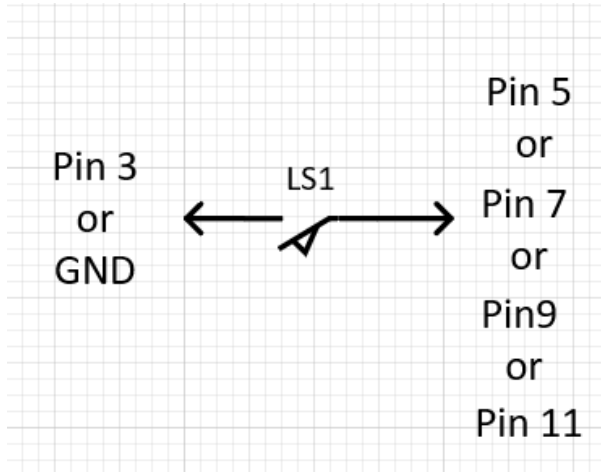 Pin 3
or
GND
LS1
Pin 5
or
Pin 7
or
Pin9
or
Pin 11